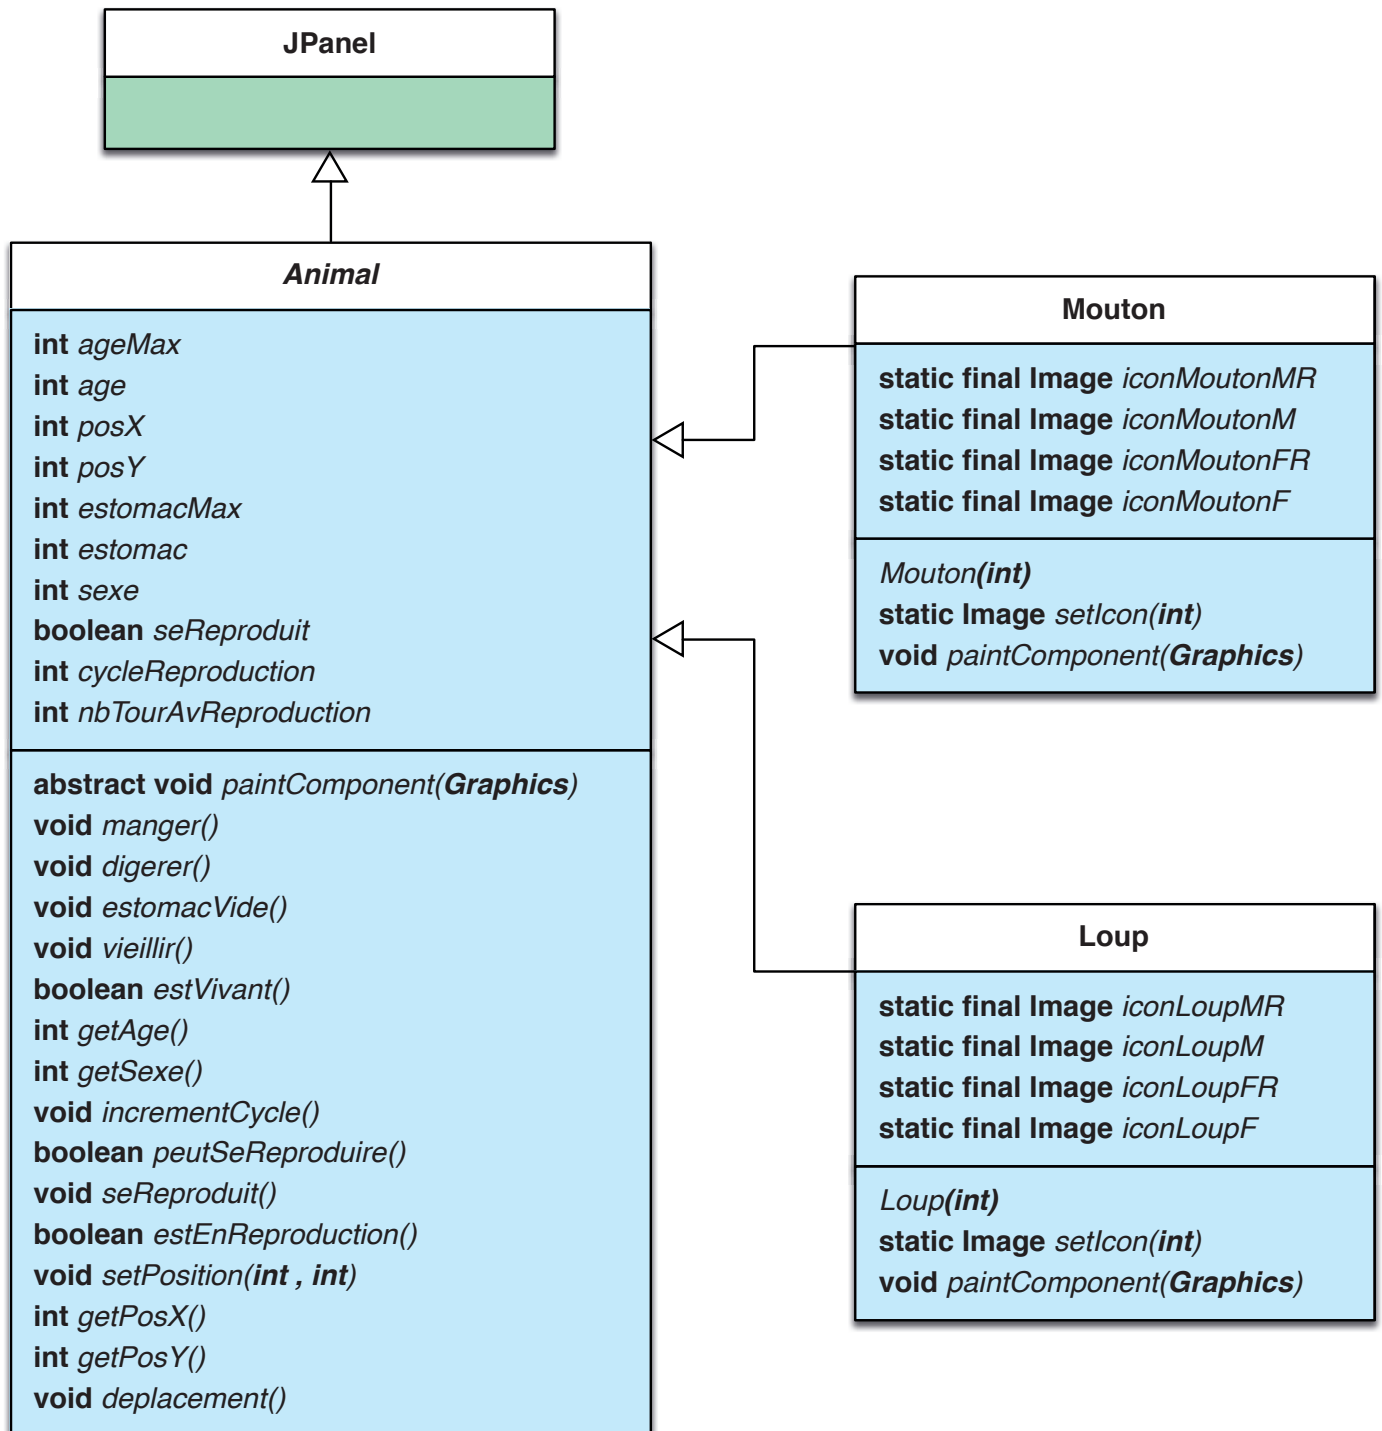 JPanel
Animal
int ageMax
int age
int posX
int posY
int estomacMax
int estomac
int sexe
boolean seReproduit
int cycleReproduction
int nbTourAvReproduction
abstract void paintComponent(Graphics)
void manger()
void digerer()
void estomacVide()
void vieillir()
boolean estVivant()
int getAge()
int getSexe()
void incrementCycle()
boolean peutSeReproduire()
void seReproduit()
boolean estEnReproduction()
void setPosition(int , int)
int getPosX()
int getPosY()
void deplacement()
Mouton
static final Image iconMoutonMR
static final Image iconMoutonM
static final Image iconMoutonFR
static final Image iconMoutonF
Mouton(int)
static Image setIcon(int)
void paintComponent(Graphics)
Loup
static final Image iconLoupMR
static final Image iconLoupM
static final Image iconLoupFR
static final Image iconLoupF
Loup(int)
static Image setIcon(int)
void paintComponent(Graphics)